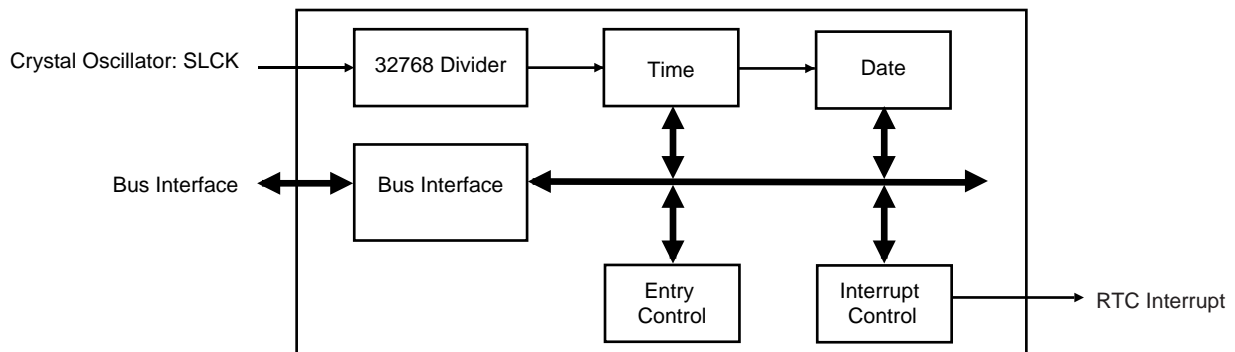 Crystal Oscillator: SLCK
32768 Divider
Time
Date
Bus Interface
Bus Interface
Entry
Control
Interrupt
Control
RTC Interrupt